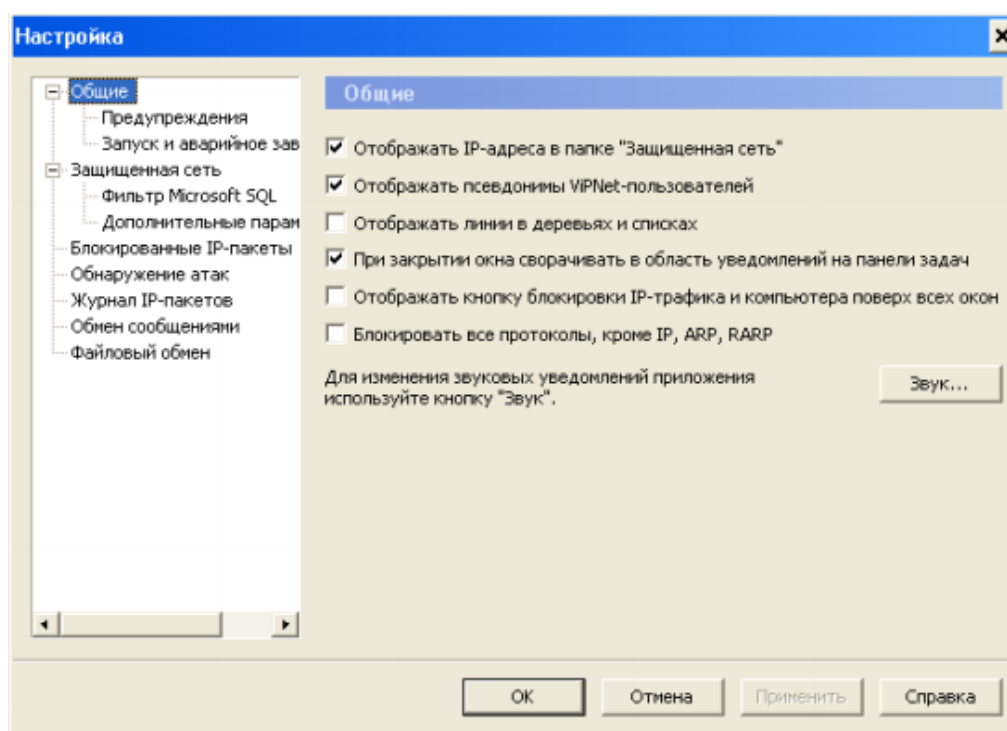 Настройка
Общие
Предупреждения
Запуск и аварийное зав
Защищенная сеть
Фильтр Microsoft SQL
Дополнительные парам
Блокированные IP-пакеты
Обнаружение атак
Журнал IP-пакетов
Обмен сообщениями
Файловый обмен
Общие
Отображать IP-адреса в папке "Защищенная сеть"
Отображать псевдонимы ViPNet-пользователей
Отображать линии в деревьях и списках
При закрытии окна сворачивать в область уведомлений на панели задач
Отображать кнопку блокировки IP-трафика и компьютера поверх всех окон
Блокировать все протоколы, кроме IP, ARP, RARP
Для изменения звуковых уведомлений приложения
используйте кнопку "Звук".
Звук...
OK
Отмена
Применить
Справка